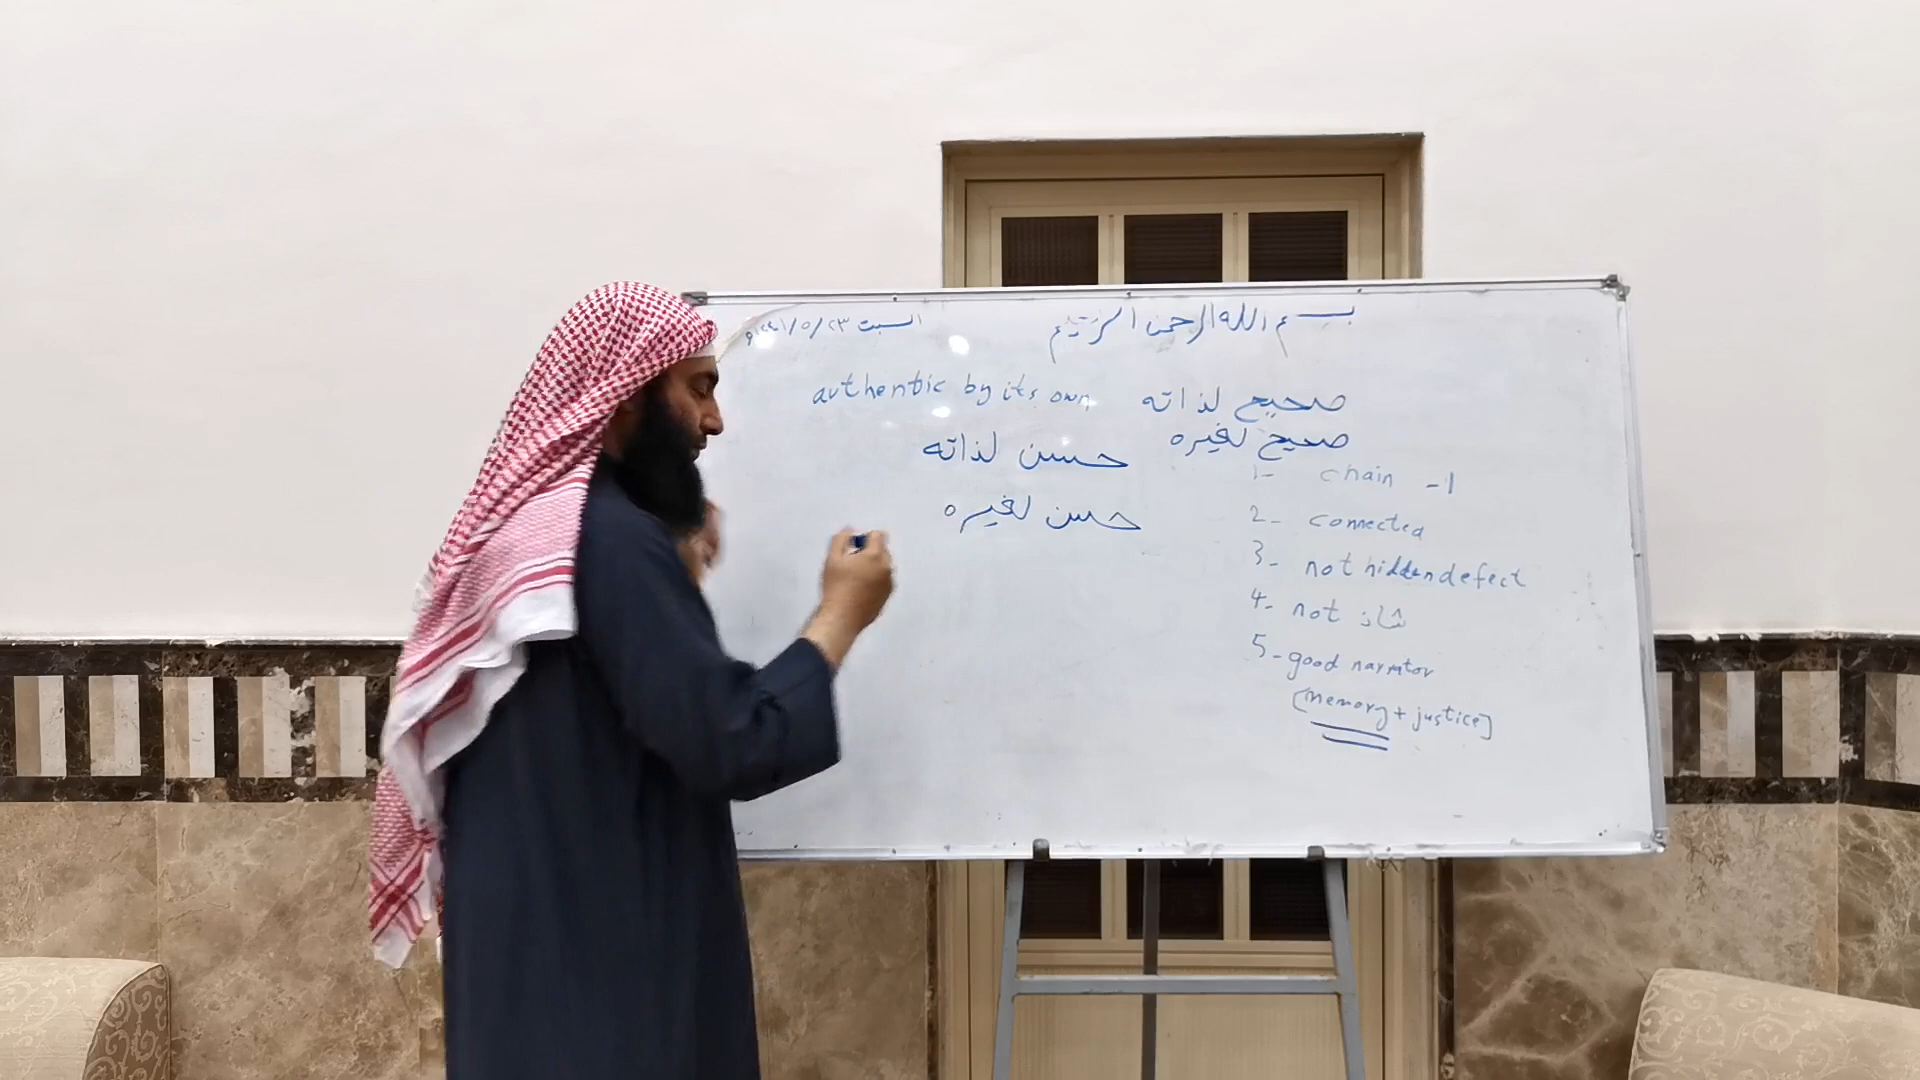 بسم الله الرحمن الرحيم
السبت ٢٣/٥/١٤٤١
صحيح لذاته authentic by its own
صحيح لغيره
حسن لذاته
حسن لغيره
1- chain -1
2- connected
3- not hidden defect
4- not شاذ
5- good narrator
[memory + justice]